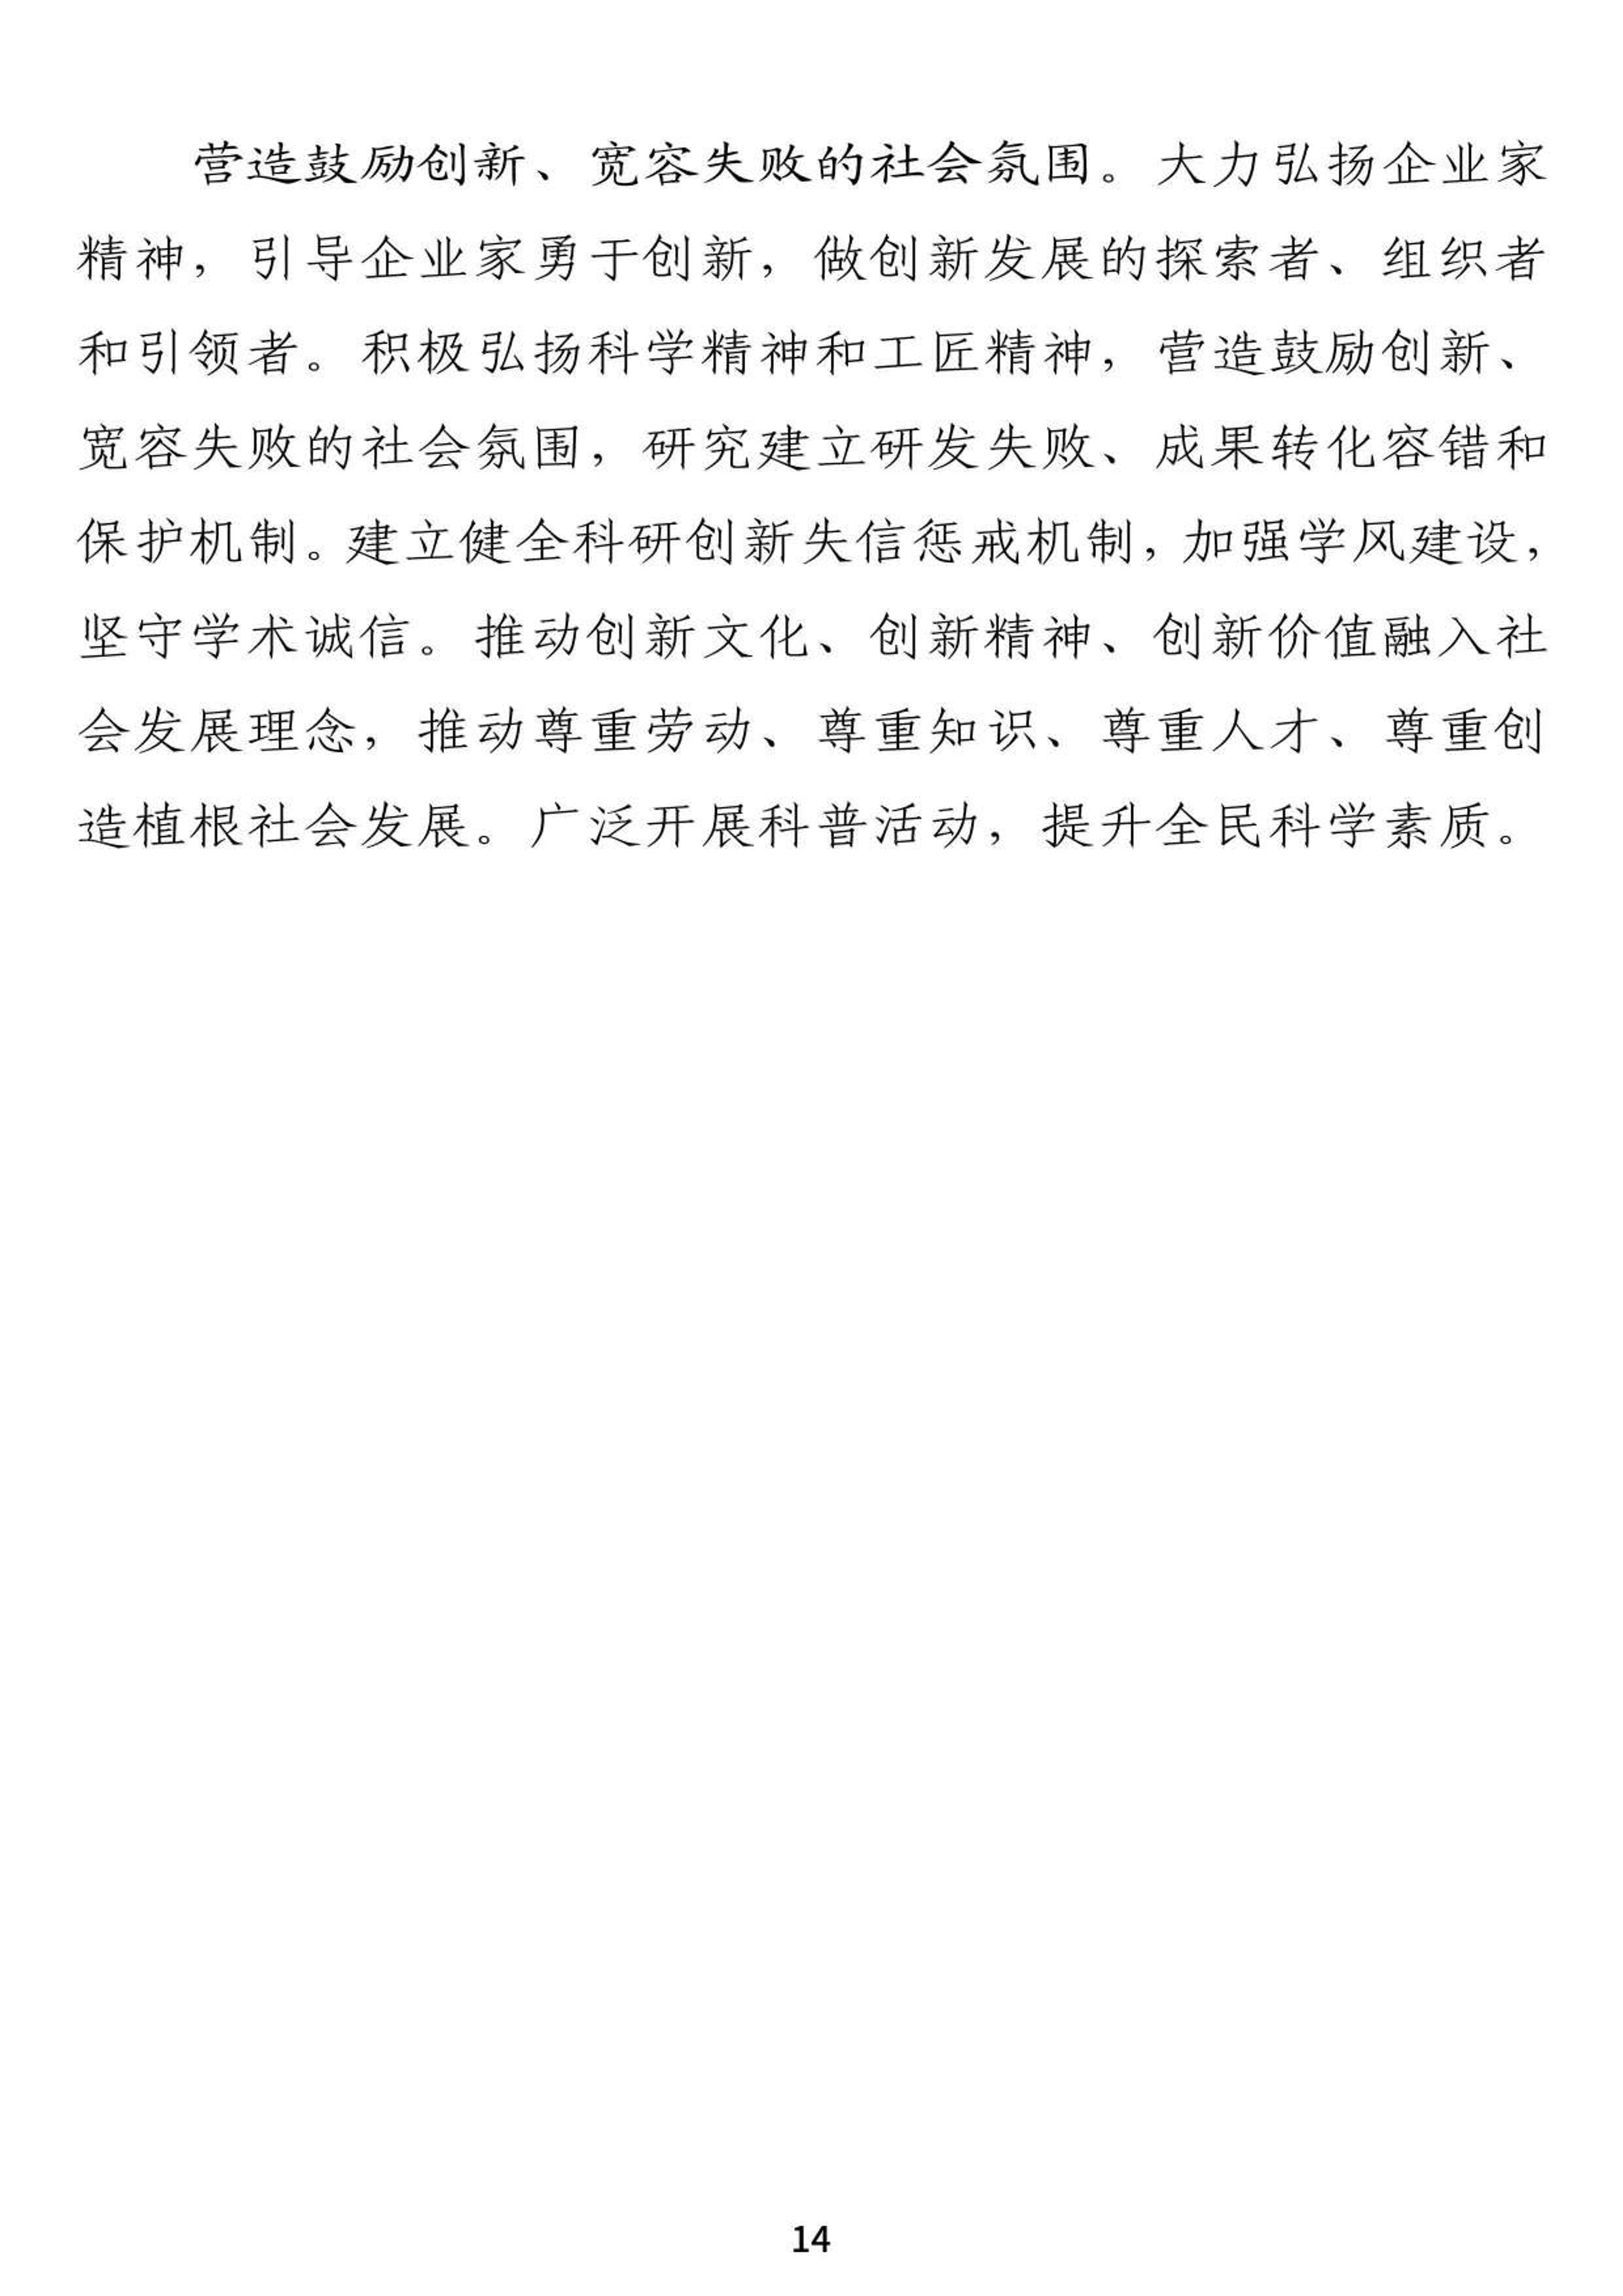 营造鼓励创新、宽容失败的社会氛围。大力弘扬企业家
精神，引导企业家勇于创新，做创新发展的探索者、组织者
和引领者。积极弘扬科学精神和工匠精神，营造鼓励创新、
宽容失败的社会氛围，研究建立研发失败、成果转化容错和
保护机制。建立健全科研创新失信惩戒机制，加强学风建设，
坚守学术诚信。推动创新文化、创新精神、创新价值融入社
会发展理念，推动尊重劳动、尊重知识、尊重人才、尊重创
造植根社会发展。广泛开展科普活动，提升全民科学素质。
14